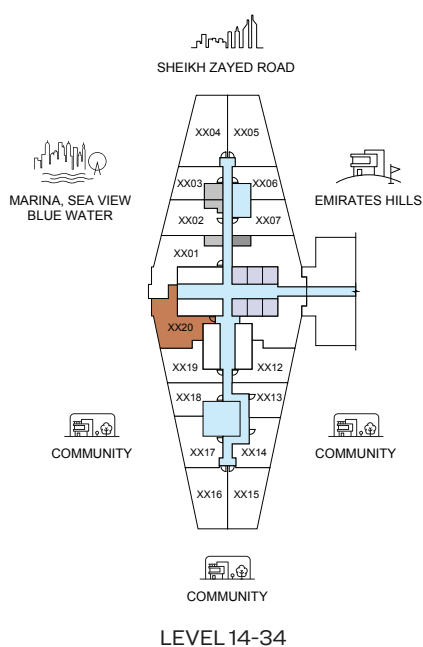 SHEIKH ZAYED ROAD
XX04 XX05
XX03 XX06
MARINA, SEA VIEW
BLUE WATER
EMIRATES HILLS
XX02 XX07
XX01
XX20
XX19 XX12
XX18 XX13
COMMUNITY
COMMUNITY
XX17 XX14
XX16 XX15
COMMUNITY
LEVEL 14-34